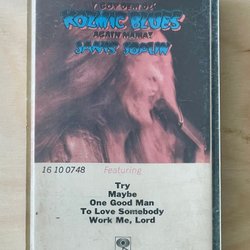 I GOT DEM OL'
KOZMIC BLUES
AGAIN MAMA!
JANIS JOPLIN
16 10 0748
Featuring
Try
Maybe
One Good Man
To Love Somebody
Work Me, Lord